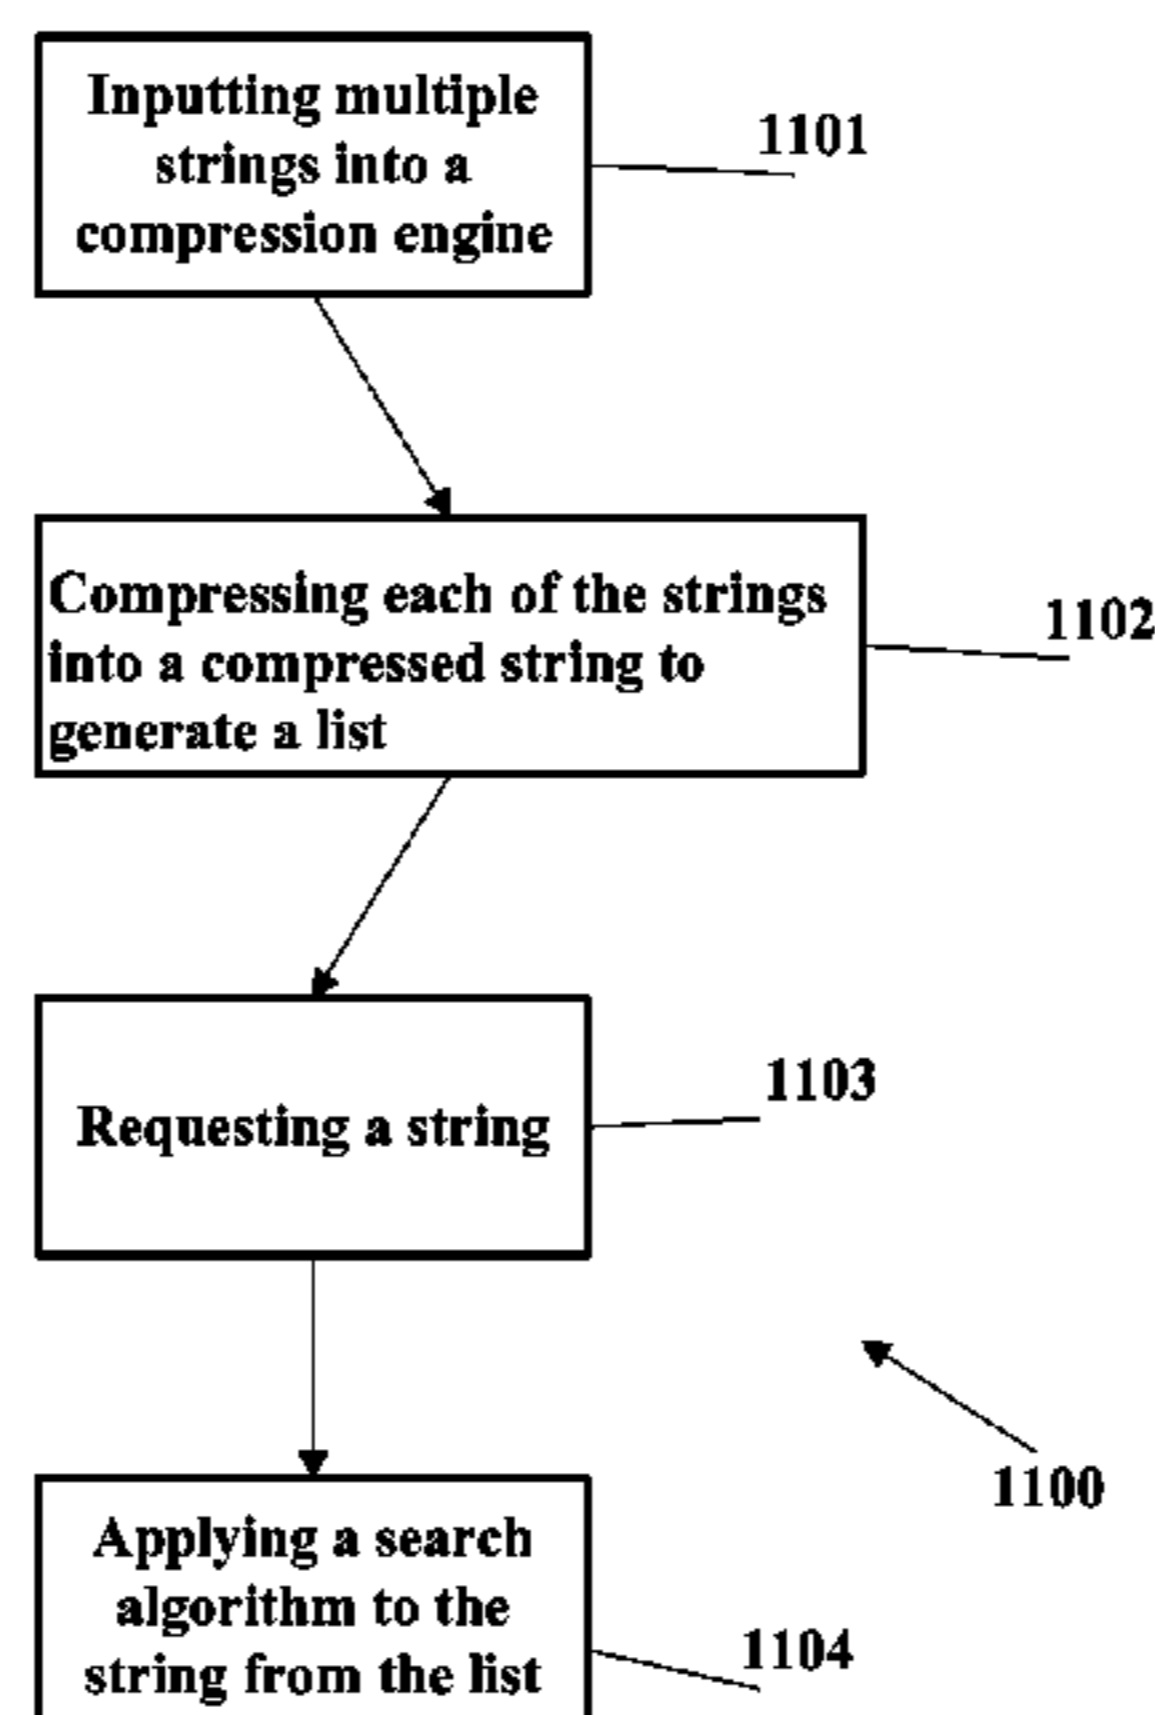 Inputting multiple
strings into a
compression engine
1101
Compressing each of the strings
into a compressed string to
generate a list
1102
Requesting a string
1103
1100
Applying a search
algorithm to the
string from the list
1104